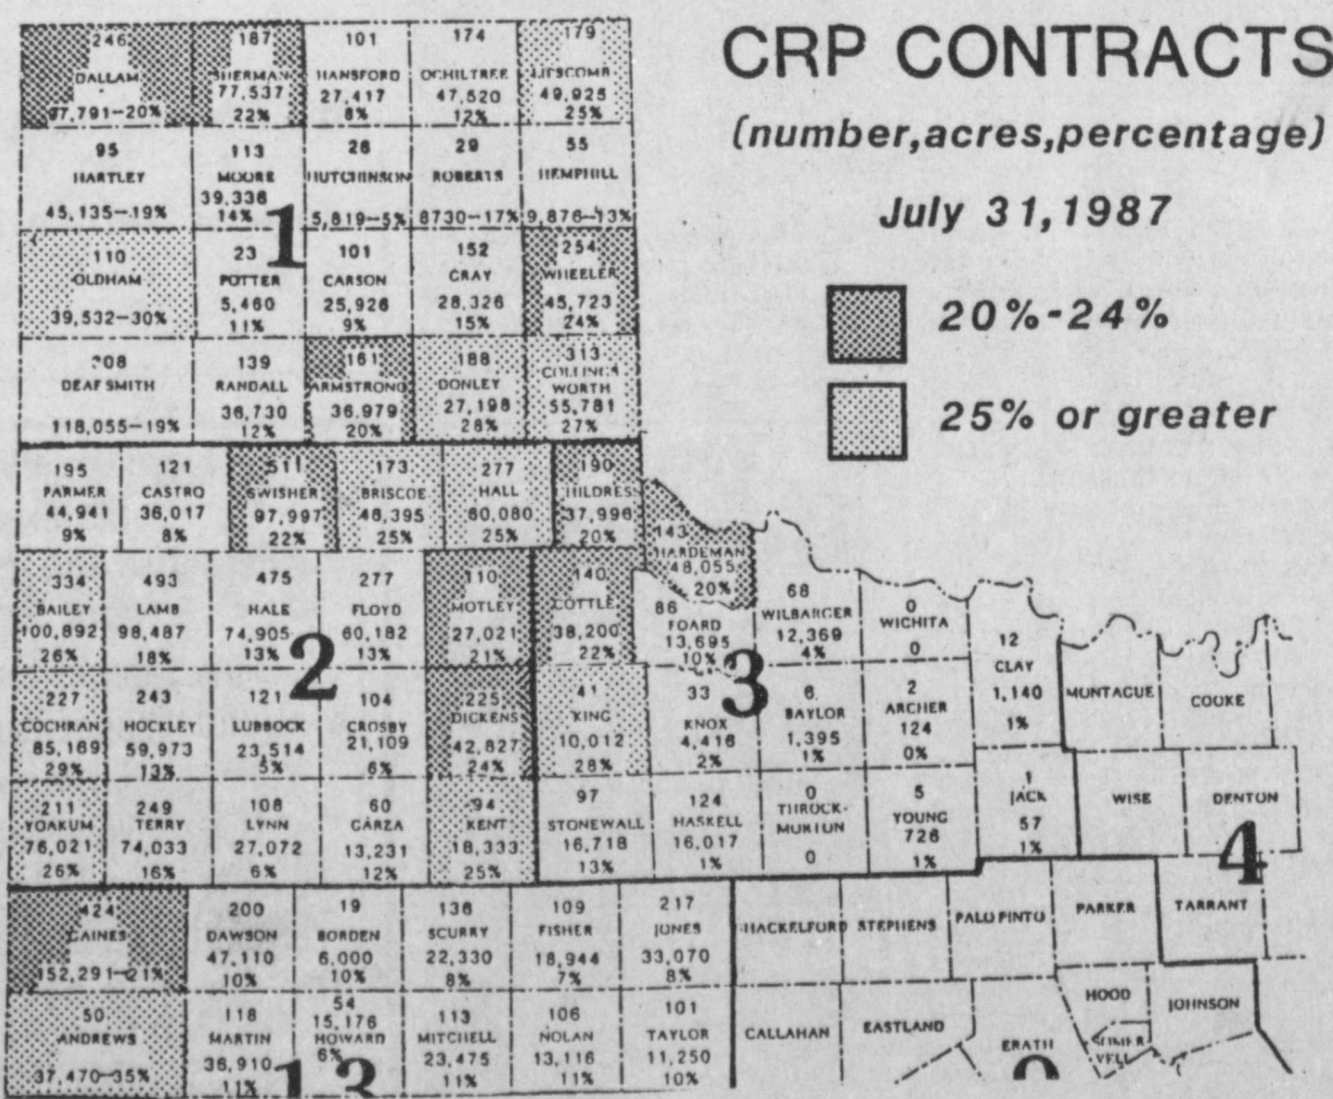 CRP CONTRACTS
(number,acres,percentage)
July 31,1987
20%-24%
25% or greater
246
DALLAM
97,791-20%
187
SHERMAN
77,537
22%
101
HANSFORD
27,417
8%
174
OCHILTREE
47,520
12%
179
LIPSCOMB
49,925
25%
95
HARTLEY
45,135-19%
113
MOORE
39,336
14%
26
HUTCHINSON
5,819-5%
29
ROBERTS
8730-17%
55
HEMPHILL
9,876-13%
1
110
OLDHAM
39,532-30%
23
POTTER
5,460
11%
101
CARSON
25,926
9%
152
GRAY
28,326
15%
254
WHEELER
45,723
24%
308
DEAF SMITH
118,055-19%
139
RANDALL
36,730
12%
161
ARMSTRONG
36,979
20%
188
DONLEY
27,198
28%
313
COLLINGS
WORTH
55,781
27%
195
PARMER
44,941
9%
121
CASTRO
36,017
8%
511
SWISHER
97,997
22%
173
BRISCOE
46,395
25%
277
HALL
60,080
25%
190
HILDRES
37,996
20%
143
HARDEMAN
48,055
20%
334
BAILEY
100,892
26%
493
LAMB
98,487
18%
475
HALE
74,905
13%
277
FLOYD
60,182
13%
110
MOTLEY
27,021
21%
140
COTTLE
38,200
22%
86
FOARD
13,695
10%
68
WILBARGER
12,369
4%
0
WICHITA
0
12
CLAY
1,140
1%
MONTAGUE
COOKE
2
3
227
COCHRAN
85,169
29%
243
HOCKLEY
59,973
13%
121
LUBBOCK
23,514
5%
104
CROSBY
21,109
6%
225
DICKENS
42,827
24%
41
KING
10,012
28%
33
KNOX
4,416
2%
6
BAYLOR
1,395
1%
2
ARCHER
124
0%
211
YOAKUM
76,021
26%
249
TERRY
74,033
16%
108
LYNN
27,072
6%
60
GARZA
13,231
12%
94
KENT
18,333
25%
97
STONEWALL
16,718
13%
124
HASKELL
16,017
1%
0
THROCK-
MORTON
0
5
YOUNG
726
1%
1
JACK
57
1%
WISE
DENTON
4
424
GAINES
152,291-21%
200
DAWSON
47,110
10%
19
BORDEN
6,000
10%
136
SCURRY
22,330
8%
109
FISHER
18,944
7%
217
JONES
33,070
8%
HACKELFORD
STEPHENS
PALO PINTO
PARKER
TARRANT
50
ANDREWS
37,470-35%
118
MARTIN
36,910
11%
54
15,176
HOWARD
6%
113
MITCHELL
23,475
11%
106
NOLAN
13,116
11%
101
TAYLOR
11,250
10%
CALLAHAN
EASTLAND
ERATH
HOOD
JOHNSON
13